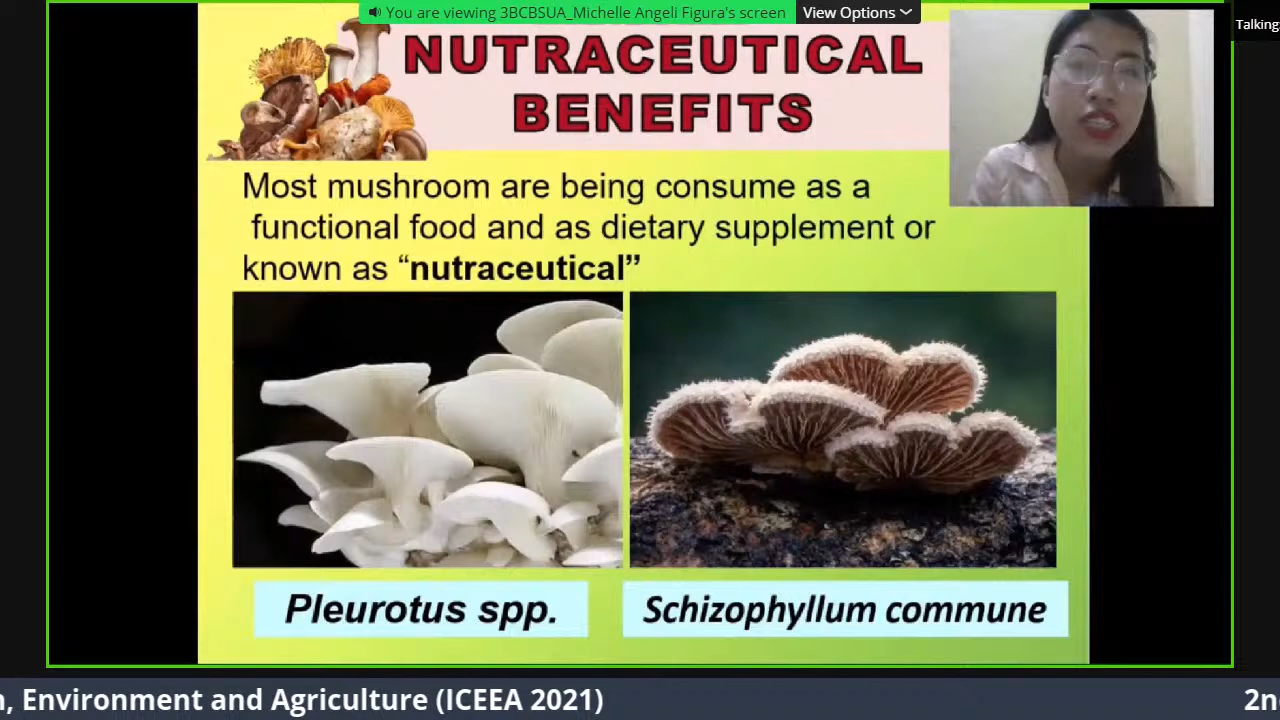 You are viewing 3BCBSUA_Michelle Angeli Figura's screen
View Options
Talking
NUTRACEUTICAL
BENEFITS
Most mushroom are being consume as a
functional food and as dietary supplement or
known as “nutraceutical”
Pleurotus spp.
Schizophyllum commune
, Environment and Agriculture (ICEEA 2021)
2n